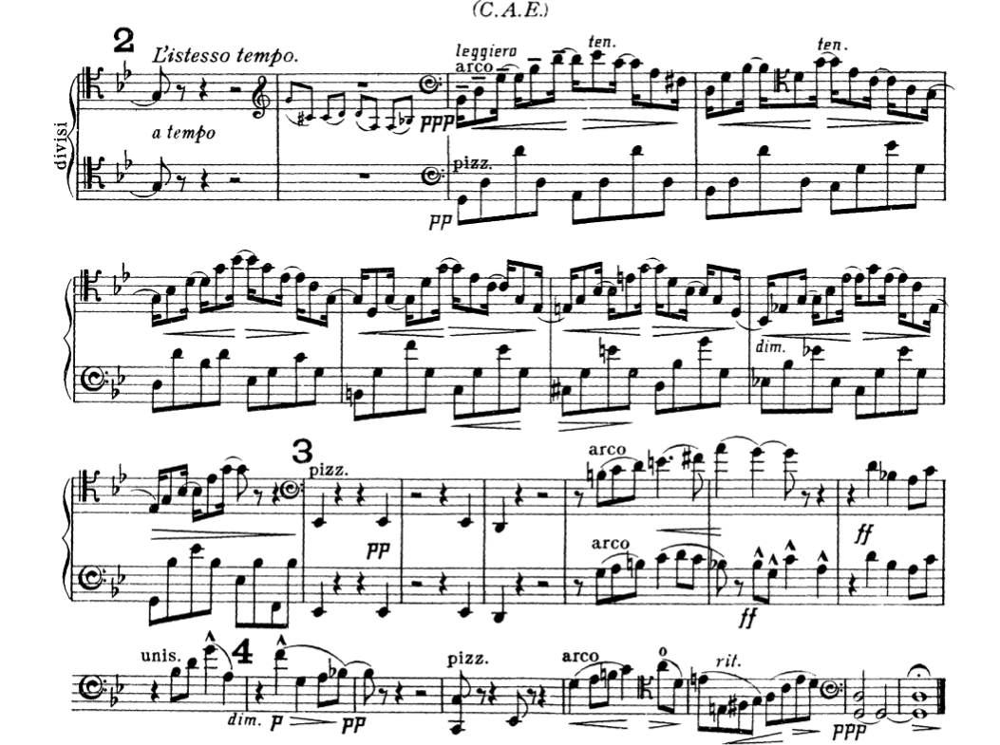 (C. A. E.)
2
L'istesso tempo.
leggiero
arco
ten.
ten.
divisi
a tempo
ppp
pizz.
pp
dim.
3
pizz.
arco
pp
ff
arco
ff
unis.
4
pizz.
arco
o
rit.
dim. p
pp
ppp